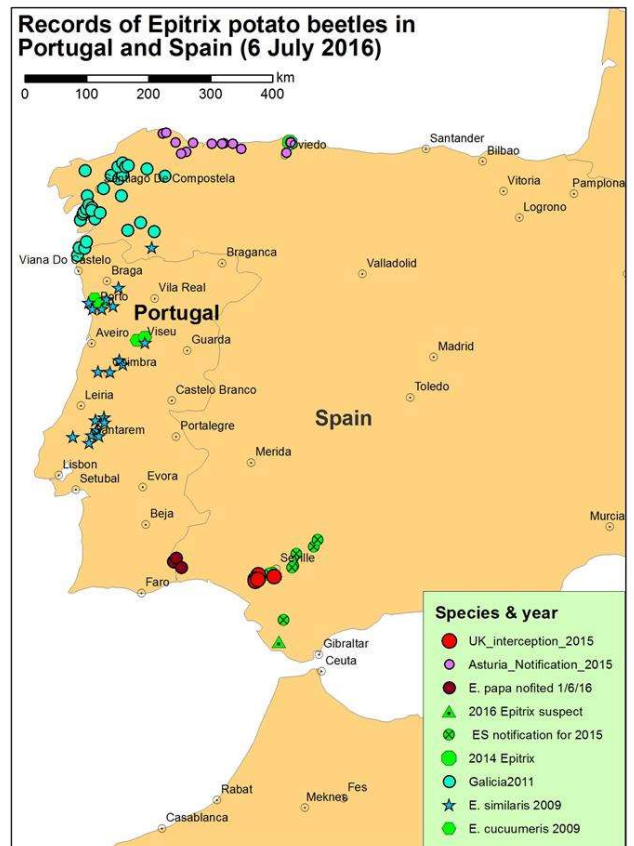 Records of Epitrix potato beetles in
Portugal and Spain (6 July 2016)
km
0 100 200 300 400
Santander
Oviedo
Bilbao
Santiago De Compostela
Vitoria
Pamplona
Logrono
Viana Do Castelo
Braganca
Valladolid
Braga
Porto
Vila Real
Portugal
Aveiro
Viseu
Guarda
Madrid
Coimbra
Toledo
Leiria
Castelo Branco
Spain
Santarem
Portalegre
Merida
Lisbon
Setubal
Evora
Beja
Murcia
Seville
Faro
Gibraltar
Ceuta
Rabat
Meknes
Fes
Casablanca
Species & year
UK_interception_2015
Asturia_Notification_2015
E. papa nofited 1/6/16
2016 Epitrix suspect
ES notification for 2015
2014 Epitrix
Galicia2011
E. similaris 2009
E. cucuumeris 2009